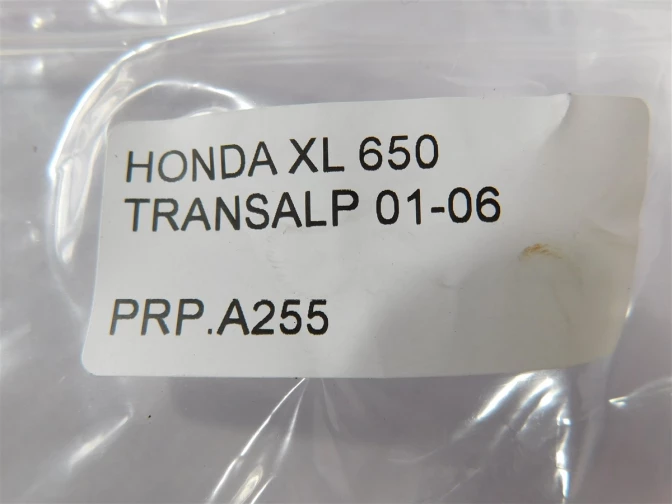 HONDA XL 650
TRANSALP 01-06
PRP.A255